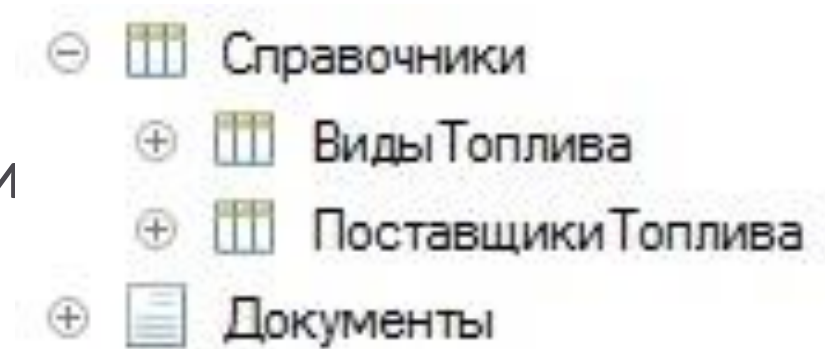 Справочники
ВидыТоплива
и
ПоставщикиТоплива
Документы